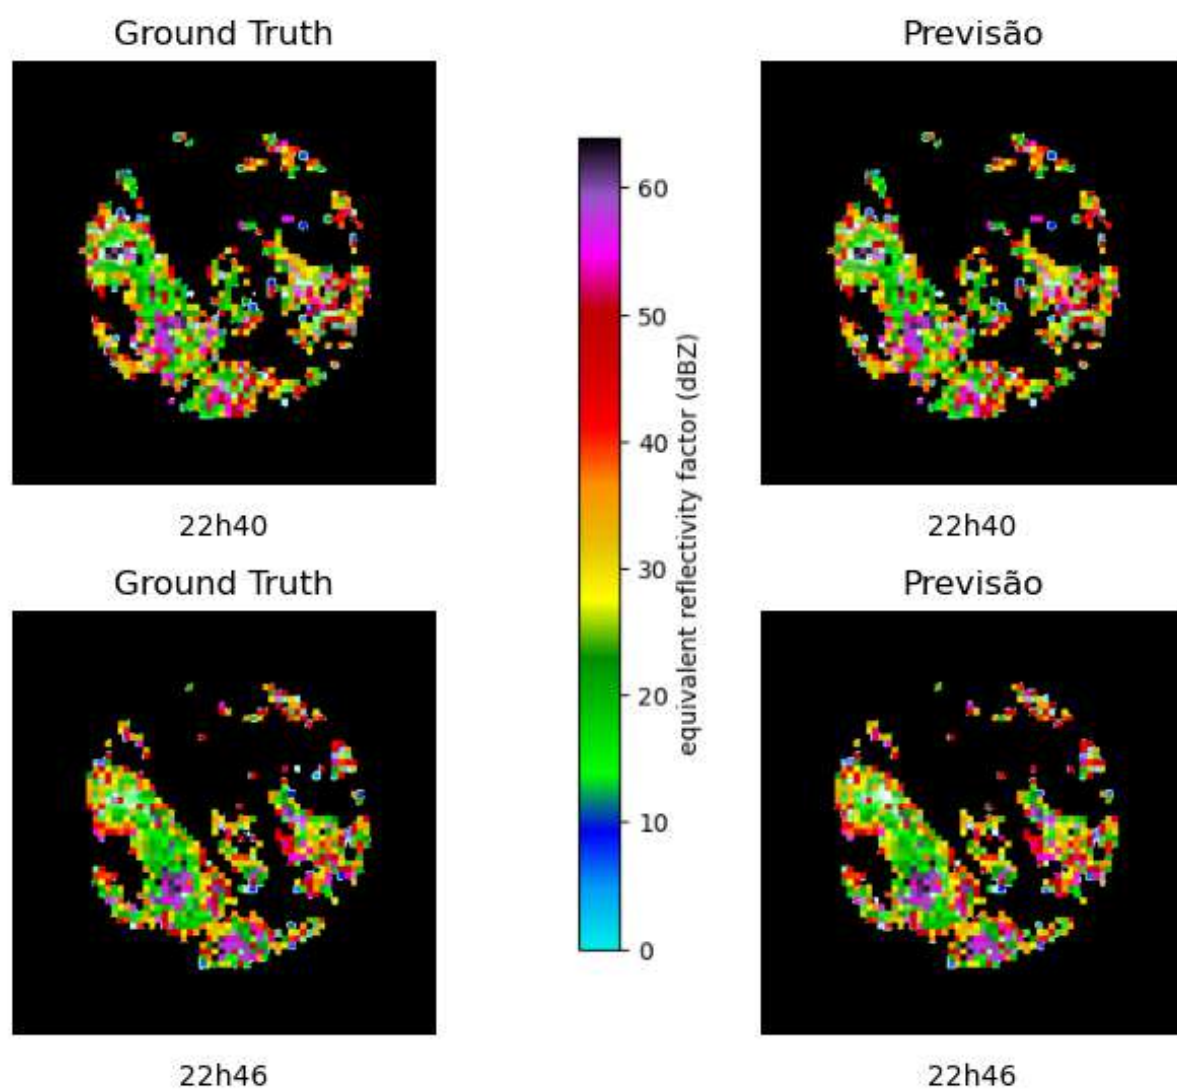 Ground Truth
Previsão
60
50
40
30
20
10
0
equivalent reflectivity factor (dBZ)
22h40
22h40
Ground Truth
Previsão
22h46
22h46